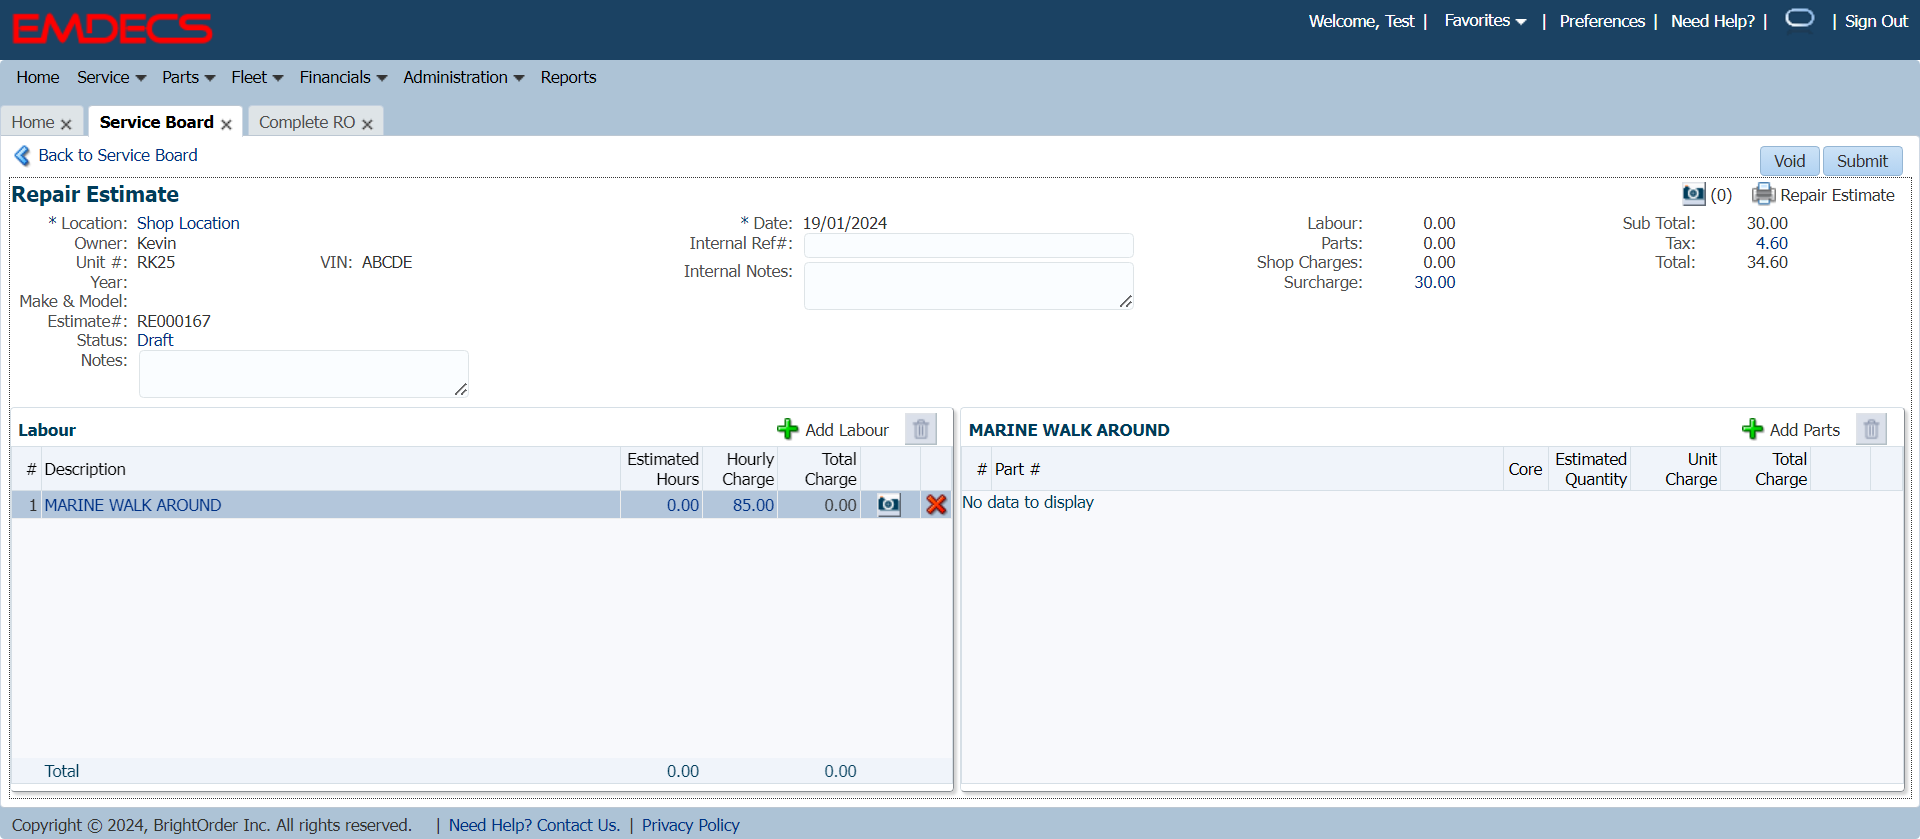 EMDECS
Welcome, Test | Favorites | Preferences | Need Help? | | Sign Out
Home Service Parts Fleet Financials Administration Reports
Home Service Board Complete RO
Back to Service Board
Void Submit
Repair Estimate
(0) Repair Estimate
* Location: Shop Location
Owner: Kevin
Unit #: RK25 VIN: ABCDE
Year:
Make & Model:
Estimate#: RE000167
Status: Draft
Notes:
* Date: 19/01/2024
Internal Ref#:
Internal Notes:
Labour: 0.00
Parts: 0.00
Shop Charges: 0.00
Surcharge: 30.00
Sub Total: 30.00
Tax: 4.60
Total: 34.60
Labour Add Labour
# Description Estimated Hours Hourly Charge Total Charge
1 MARINE WALK AROUND 0.00 85.00 0.00
Total 0.00 0.00
MARINE WALK AROUND Add Parts
# Part # Core Estimated Quantity Unit Charge Total Charge
No data to display
Copyright © 2024, BrightOrder Inc. All rights reserved. | Need Help? Contact Us. | Privacy Policy